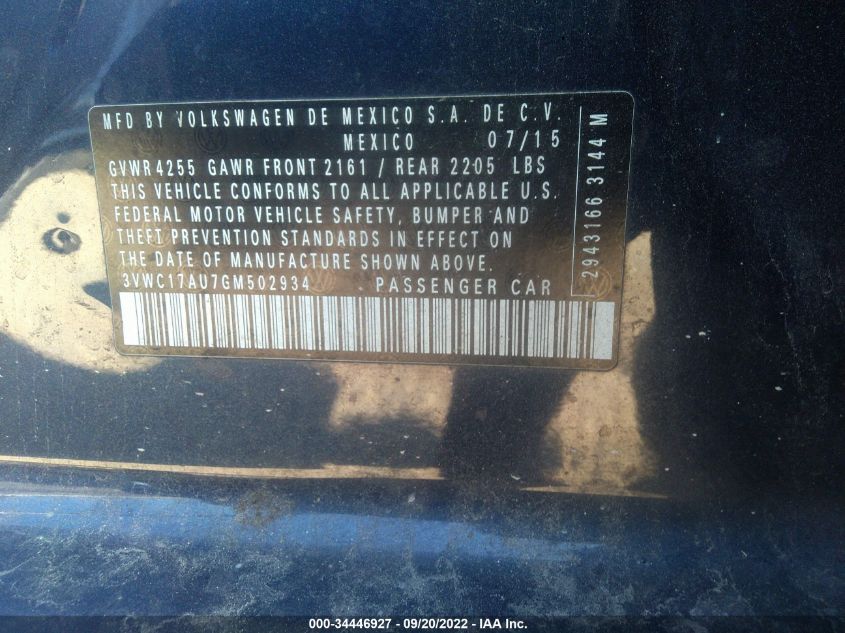 MFD BY VOLKSWAGEN DE MEXICO S.A. DE C.V.
MEXICO 07/15
GVWR 4255 GAWR FRONT 2161 / REAR 2205 LBS
THIS VEHICLE CONFORMS TO ALL APPLICABLE U.S.
FEDERAL MOTOR VEHICLE SAFETY, BUMPER AND
THEFT PREVENTION STANDARDS IN EFFECT ON
THE DATE OF MANUFACTURE SHOWN ABOVE.
3VWC17AU7GM502934 PASSENGER CAR
2943166 3144 M
000-34446927 - 09/20/2022 - IAA Inc.